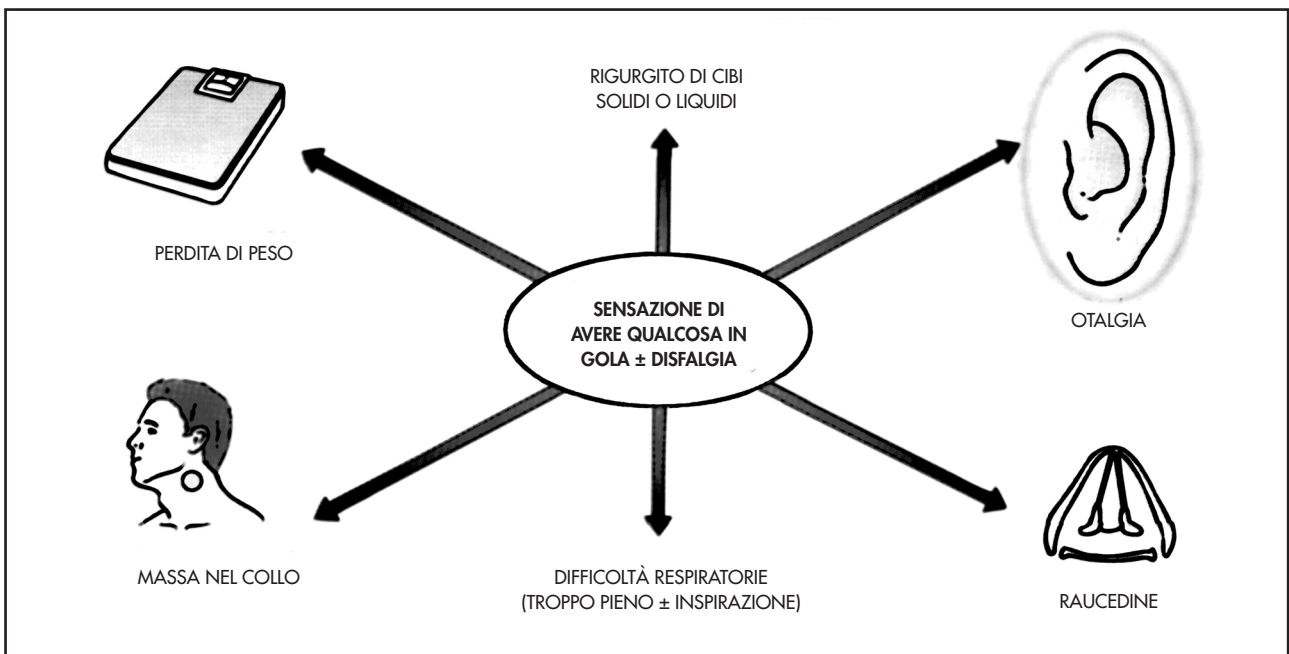 RIGURGITO DI CIBI
SOLIDI O LIQUIDI
PERDITA DI PESO
OTALGIA
SENSAZIONE DI
AVERE QUALCOSA IN
GOLA ± DISFALGIA
MASSA NEL COLLO
DIFFICOLTÀ RESPIRATORIE
(TROPPO PIENO ± INSPIRAZIONE)
RAUCEDINE